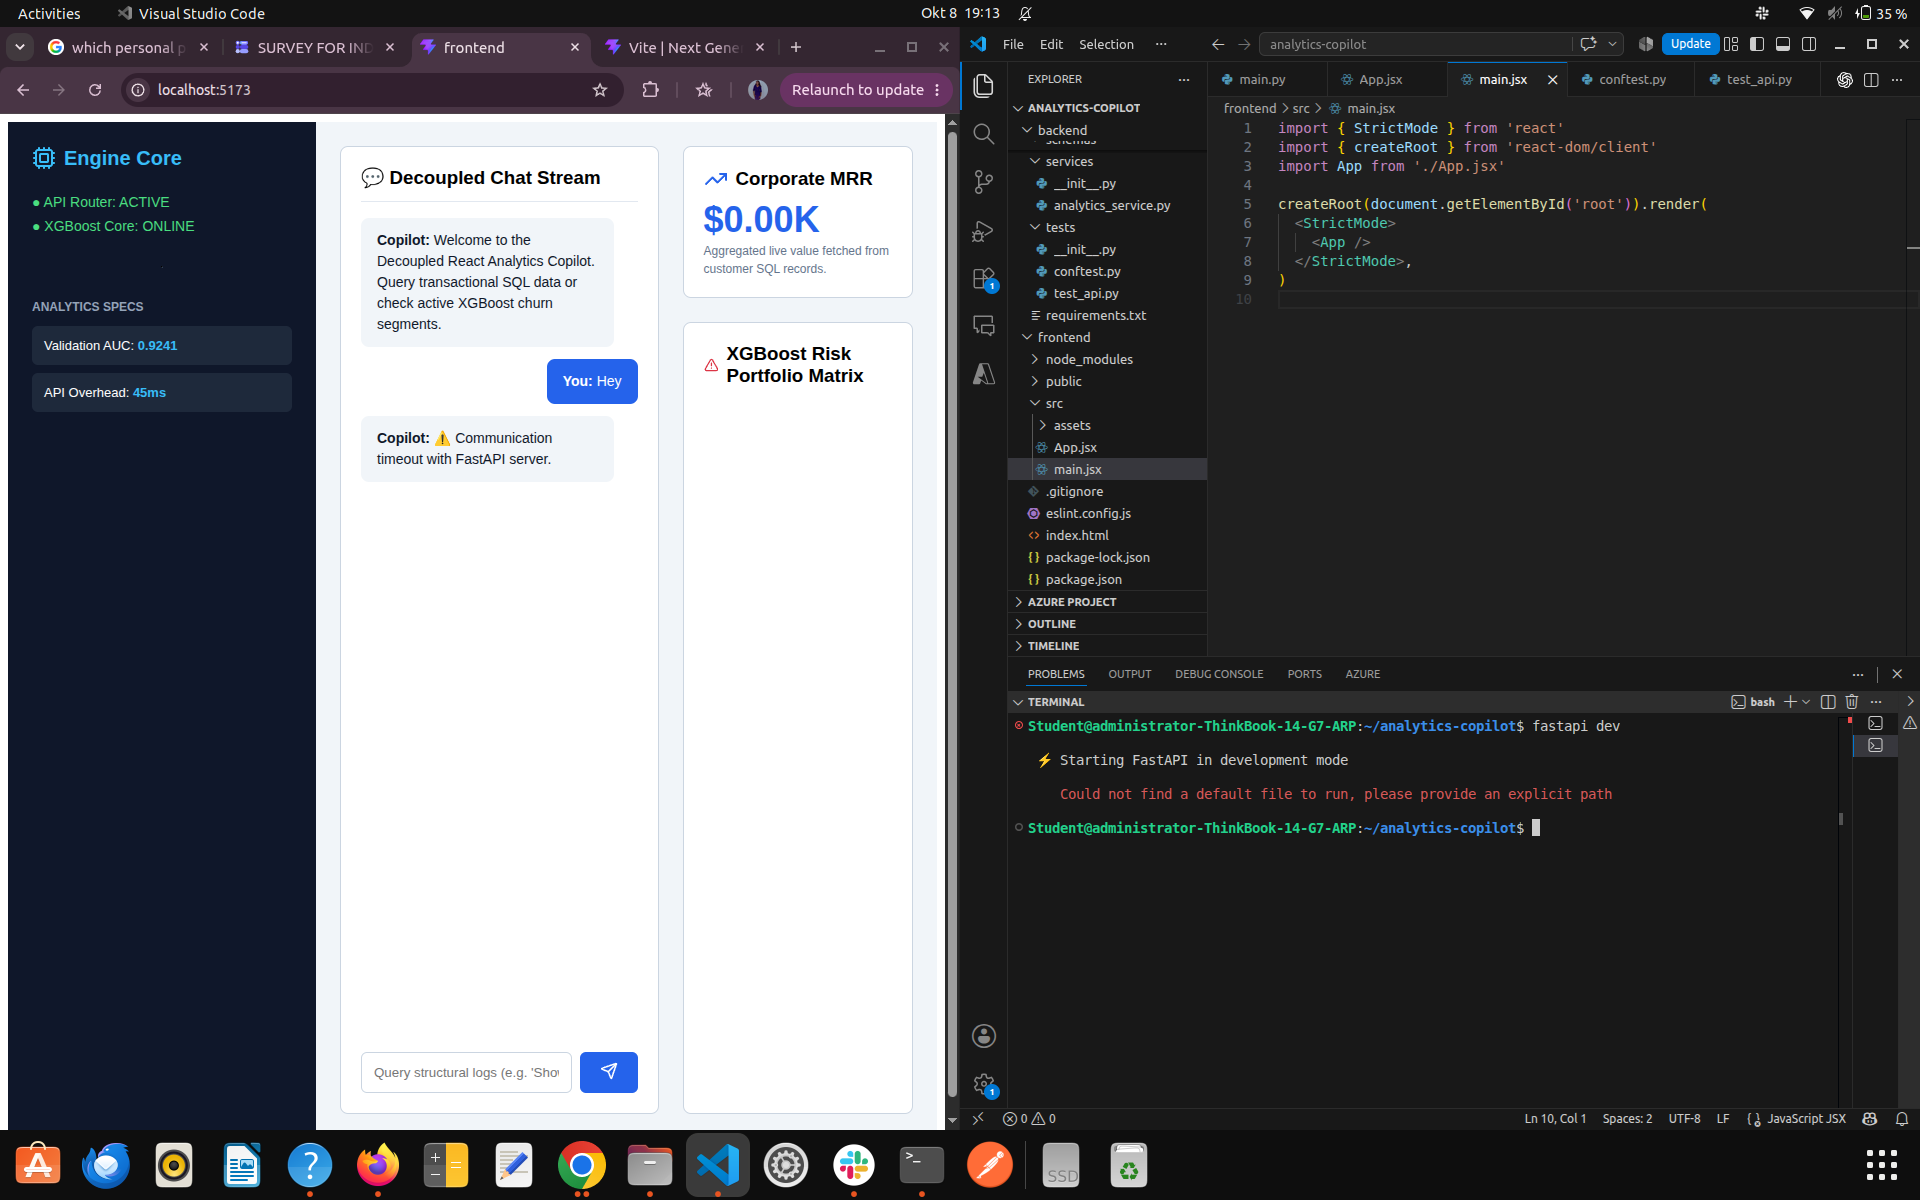 Activities
Visual Studio Code
Okt 8 19:13
35 %
which personal p
SURVEY FOR IND
frontend
Vite | Next Gene
localhost:5173
Relaunch to update
Engine Core
● API Router: ACTIVE
● XGBoost Core: ONLINE
ANALYTICS SPECS
Validation AUC: 0.9241
API Overhead: 45ms
💬 Decoupled Chat Stream
Copilot: Welcome to the
Decoupled React Analytics Copilot.
Query transactional SQL data or
check active XGBoost churn
segments.
You: Hey
Copilot: ⚠️ Communication
timeout with FastAPI server.
Query structural logs (e.g. 'Sho
Corporate MRR
$0.00K
Aggregated live value fetched from
customer SQL records.
XGBoost Risk
Portfolio Matrix
File Edit Selection ···
analytics-copilot
Update
EXPLORER
ANALYTICS-COPILOT
backend
schemas
services
__init__.py
analytics_service.py
tests
__init__.py
conftest.py
test_api.py
requirements.txt
frontend
node_modules
public
src
assets
App.jsx
main.jsx
.gitignore
eslint.config.js
index.html
package-lock.json
package.json
AZURE PROJECT
OUTLINE
TIMELINE
1
1
main.py
App.jsx
main.jsx
conftest.py
test_api.py
frontend > src > main.jsx
1 import { StrictMode } from 'react'
2 import { createRoot } from 'react-dom/client'
3 import App from './App.jsx'
4
5 createRoot(document.getElementById('root')).render(
6 <StrictMode>
7 <App />
8 </StrictMode>,
9 )
10
PROBLEMS OUTPUT DEBUG CONSOLE PORTS AZURE
TERMINAL
bash
Student@administrator-ThinkBook-14-G7-ARP:~/analytics-copilot$ fastapi dev
⚡ Starting FastAPI in development mode
Could not find a default file to run, please provide an explicit path
Student@administrator-ThinkBook-14-G7-ARP:~/analytics-copilot$
0 0
Ln 10, Col 1 Spaces: 2 UTF-8 LF JavaScript JSX
SSD